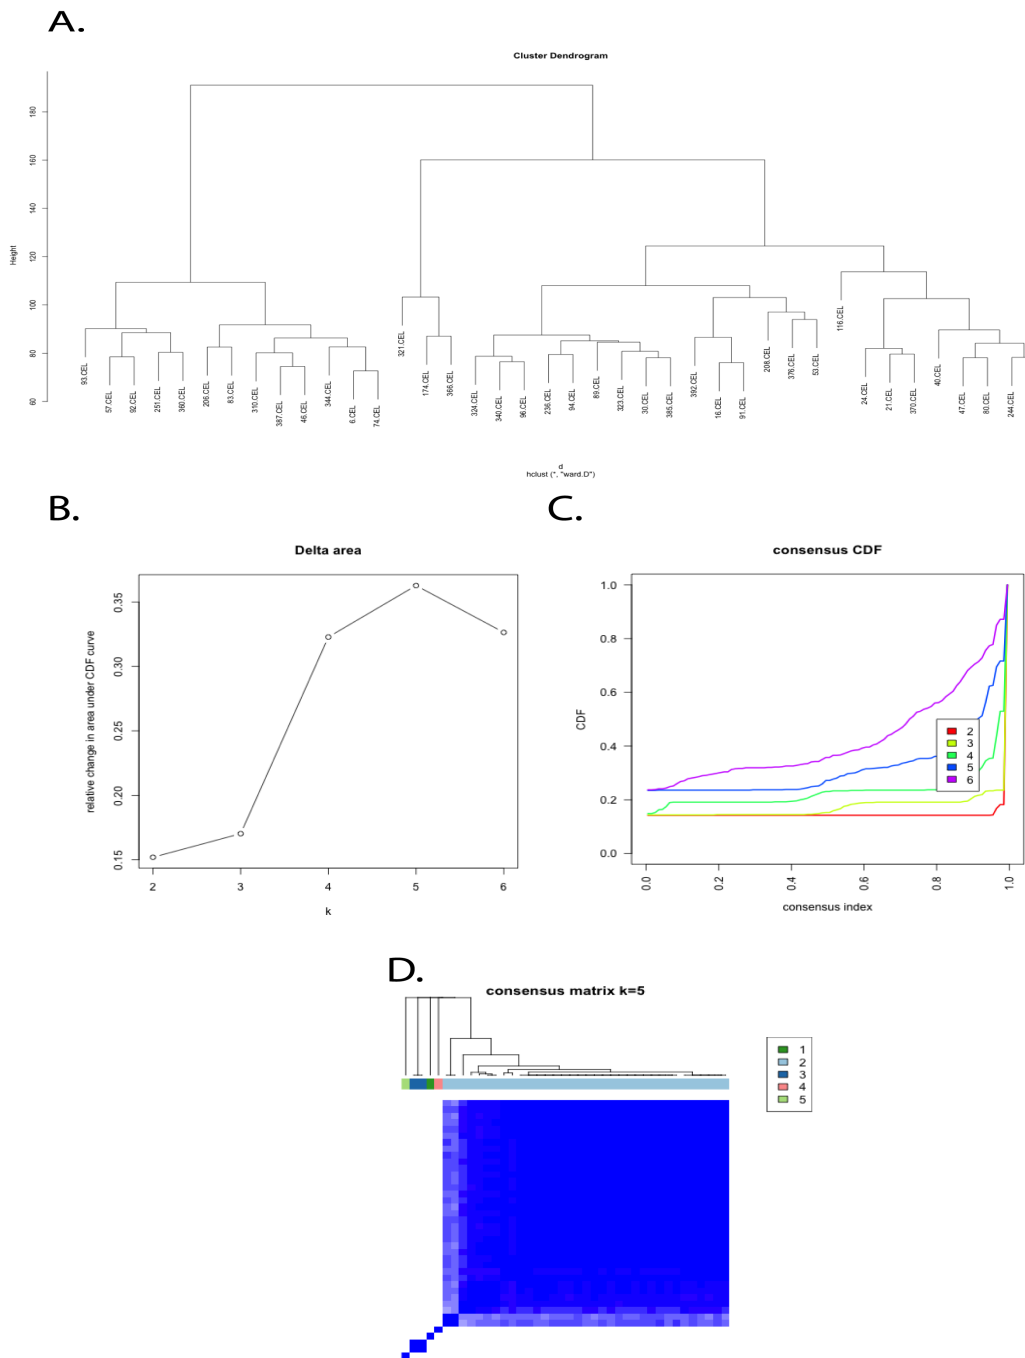 A.
Cluster Dendrogram
Height
60
80
100
120
140
160
180
93.CEL
57.CEL
92.CEL
251.CEL
360.CEL
206.CEL
83.CEL
310.CEL
387.CEL
46.CEL
344.CEL
6.CEL
74.CEL
321.CEL
174.CEL
366.CEL
324.CEL
340.CEL
96.CEL
236.CEL
94.CEL
89.CEL
323.CEL
30.CEL
385.CEL
392.CEL
16.CEL
91.CEL
208.CEL
376.CEL
53.CEL
116.CEL
24.CEL
21.CEL
370.CEL
40.CEL
47.CEL
80.CEL
244.CEL
d
hclust (*, "ward.D")
B.
Delta area
relative change in area under CDF curve
0.35
0.30
0.25
0.20
0.15
2 3 4 5 6
k
C.
consensus CDF
CDF
1.0
0.8
0.6
0.4
0.2
0.0
2
3
4
5
6
0.0 0.2 0.4 0.6 0.8 1.0
consensus index
D.
consensus matrix k=5
1
2
3
4
5